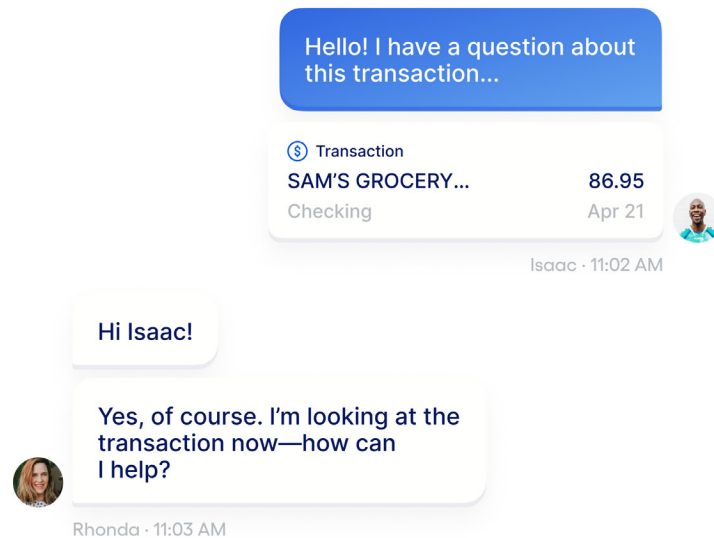 Hello! I have a question about
this transaction...
$ Transaction
SAM'S GROCERY... 86.95
Checking Apr 21
Isaac · 11:02 AM
Hi Isaac!
Yes, of course. I'm looking at the
transaction now—how can
I help?
Rhonda · 11:03 AM